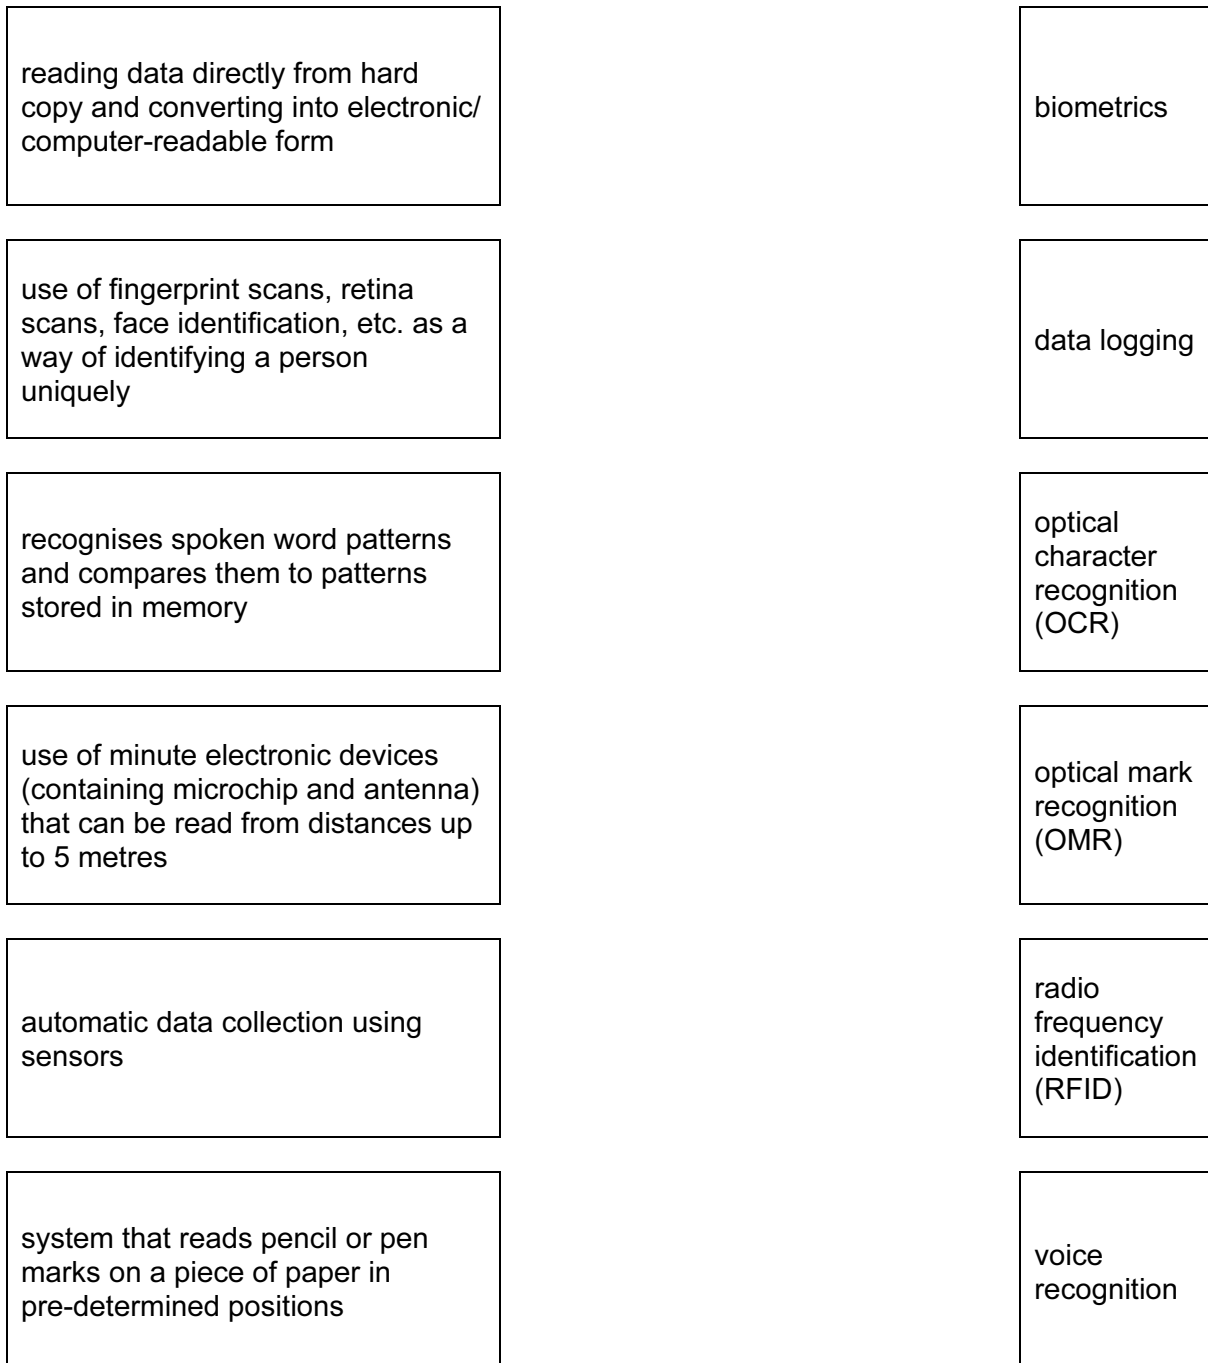 reading data directly from hard
copy and converting into electronic/
computer-readable form
biometrics
use of fingerprint scans, retina
scans, face identification, etc. as a
way of identifying a person
uniquely
data logging
recognises spoken word patterns
and compares them to patterns
stored in memory
optical
character
recognition
(OCR)
use of minute electronic devices
(containing microchip and antenna)
that can be read from distances up
to 5 metres
optical mark
recognition
(OMR)
automatic data collection using
sensors
radio
frequency
identification
(RFID)
system that reads pencil or pen
marks on a piece of paper in
pre-determined positions
voice
recognition